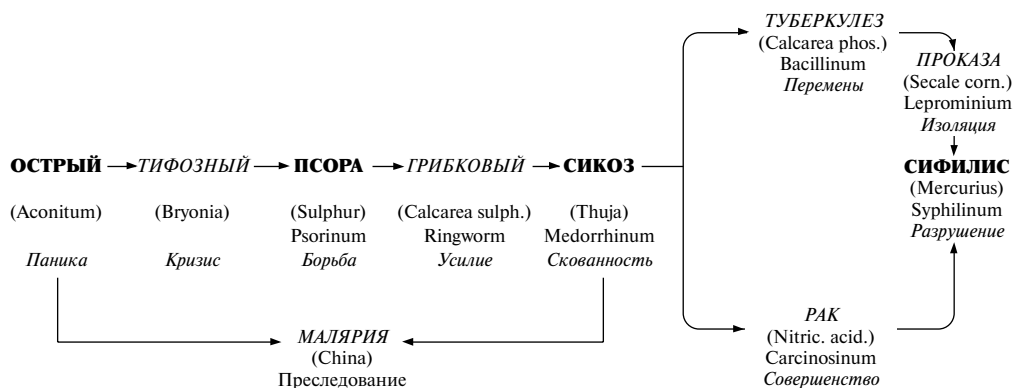 ТУБЕРКУЛЕЗ
(Calcarea phos.)
Bacillinum
Перемены
ПРОКАЗА
(Secale corn.)
Leprominium
Изоляция
ОСТРЫЙ ТИФОЗНЫЙ ПСОРА ГРИБКОВЫЙ СИКОЗ СИФИЛИС
(Mercurius)
Syphilinum
Разрушение
(Aconitum) (Bryonia) (Sulphur) (Calcarea sulph.) (Thuja)
Psorinum Ringworm Medorrhinum
Паника Кризис Борьба Усилие Скованность
МАЛЯРИЯ
(China)
Преследование
РАК
(Nitric. acid.)
Carcinosinum
Совершенство